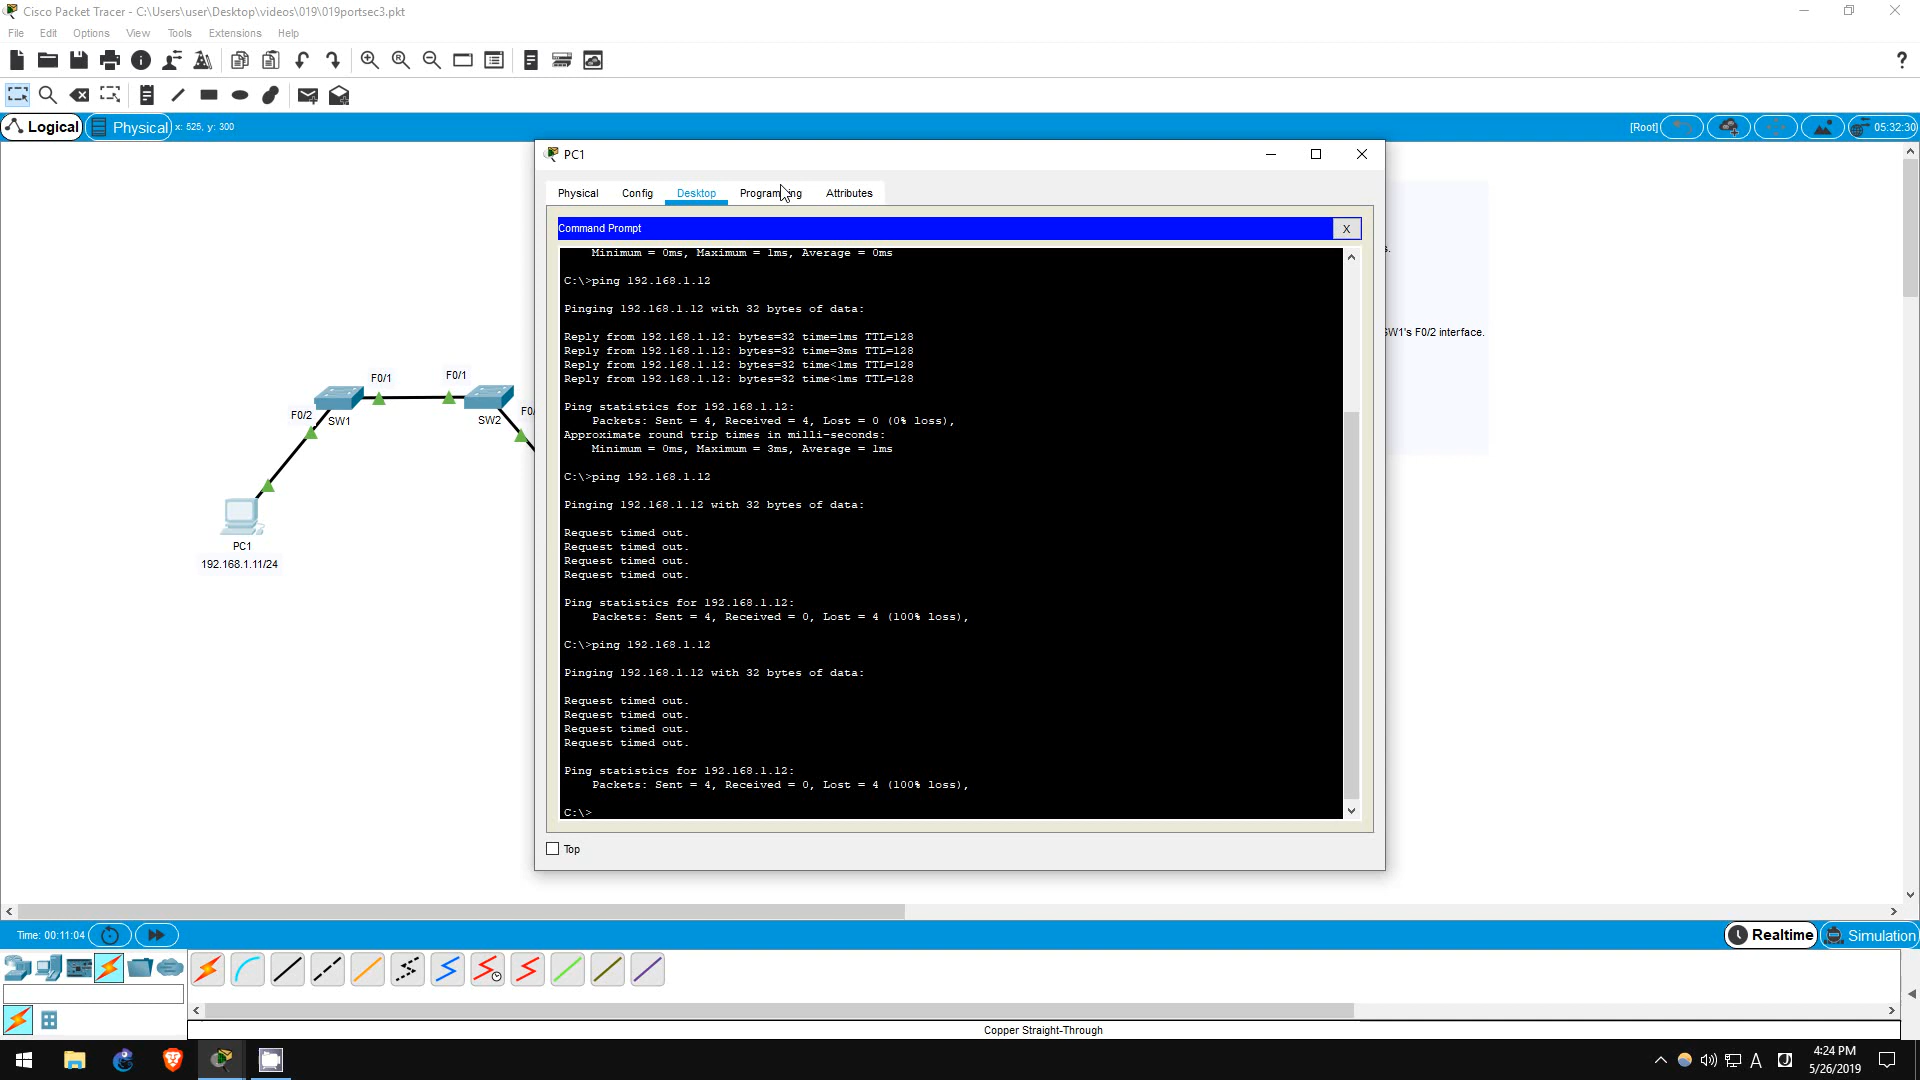 Cisco Packet Tracer - C:\Users\user\Desktop\videos\019\019portsec3.pkt
File Edit Options View Tools Extensions Help
Logical Physical x: 525, y: 300 [Root] 05:32:30
PC1
Physical Config Desktop Programming Attributes
Command Prompt X
Minimum = 0ms, Maximum = 1ms, Average = 0ms
C:\>ping 192.168.1.12
Pinging 192.168.1.12 with 32 bytes of data:
Reply from 192.168.1.12: bytes=32 time=1ms TTL=128
Reply from 192.168.1.12: bytes=32 time=3ms TTL=128
Reply from 192.168.1.12: bytes=32 time<1ms TTL=128
Reply from 192.168.1.12: bytes=32 time<1ms TTL=128
Ping statistics for 192.168.1.12:
Packets: Sent = 4, Received = 4, Lost = 0 (0% loss),
Approximate round trip times in milli-seconds:
Minimum = 0ms, Maximum = 3ms, Average = 1ms
C:\>ping 192.168.1.12
Pinging 192.168.1.12 with 32 bytes of data:
Request timed out.
Request timed out.
Request timed out.
Request timed out.
Ping statistics for 192.168.1.12:
Packets: Sent = 4, Received = 0, Lost = 4 (100% loss),
C:\>ping 192.168.1.12
Pinging 192.168.1.12 with 32 bytes of data:
Request timed out.
Request timed out.
Request timed out.
Request timed out.
Ping statistics for 192.168.1.12:
Packets: Sent = 4, Received = 0, Lost = 4 (100% loss),
C:\>
Top
s.
SW1's F0/2 interface.
F0/1 F0/1
F0/2 SW1 SW2 F0/
PC1
192.168.1.11/24
Time: 00:11:04 Realtime Simulation
Copper Straight-Through
A 4:24 PM
5/26/2019